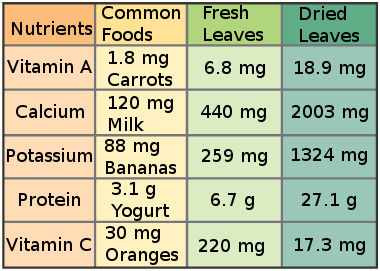 Nutrients Common Foods Fresh Leaves Dried Leaves
Vitamin A 1.8 mg Carrots 6.8 mg 18.9 mg
Calcium 120 mg Milk 440 mg 2003 mg
Potassium 88 mg Bananas 259 mg 1324 mg
Protein 3.1 g Yogurt 6.7 g 27.1 g
Vitamin C 30 mg Oranges 220 mg 17.3 mg